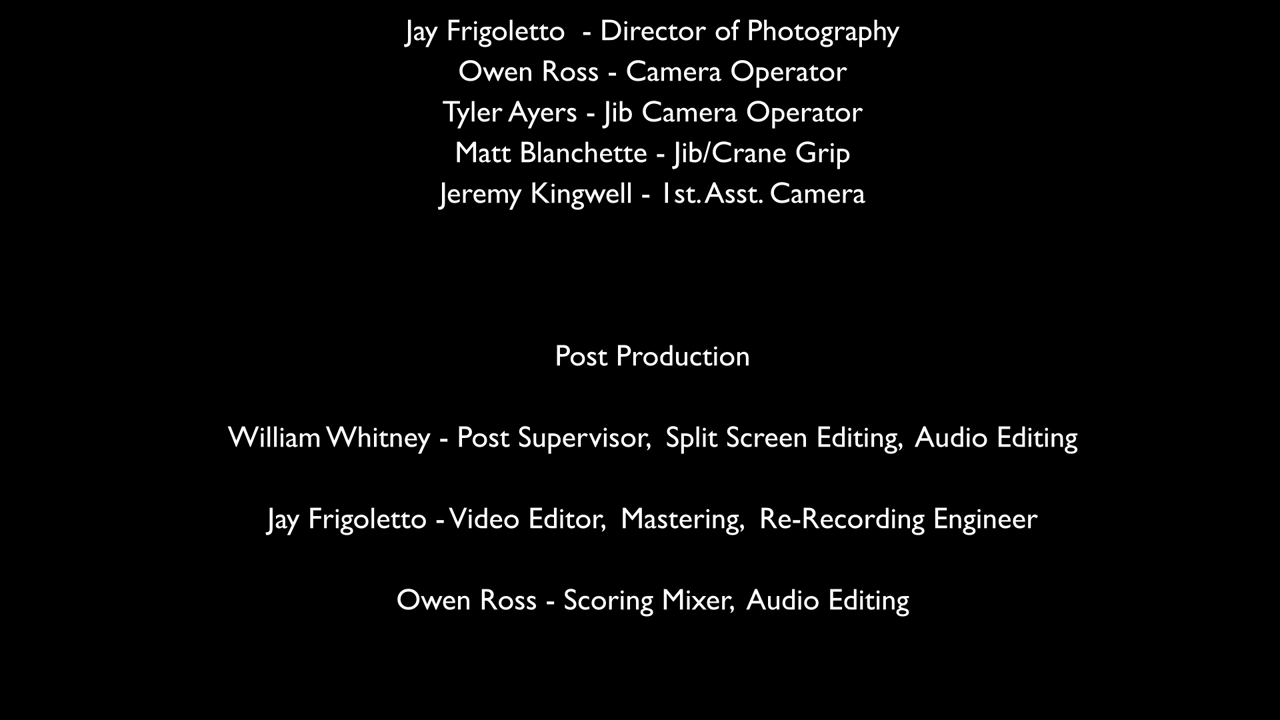 Jay Frigoletto  - Director of Photography
Owen Ross - Camera Operator
Tyler Ayers - Jib Camera Operator
Matt Blanchette - Jib/Crane Grip
Jeremy Kingwell - 1st. Asst. Camera
Post Production
William Whitney - Post Supervisor,  Split Screen Editing,  Audio Editing
Jay Frigoletto - Video Editor,  Mastering,  Re-Recording Engineer
Owen Ross - Scoring Mixer,  Audio Editing